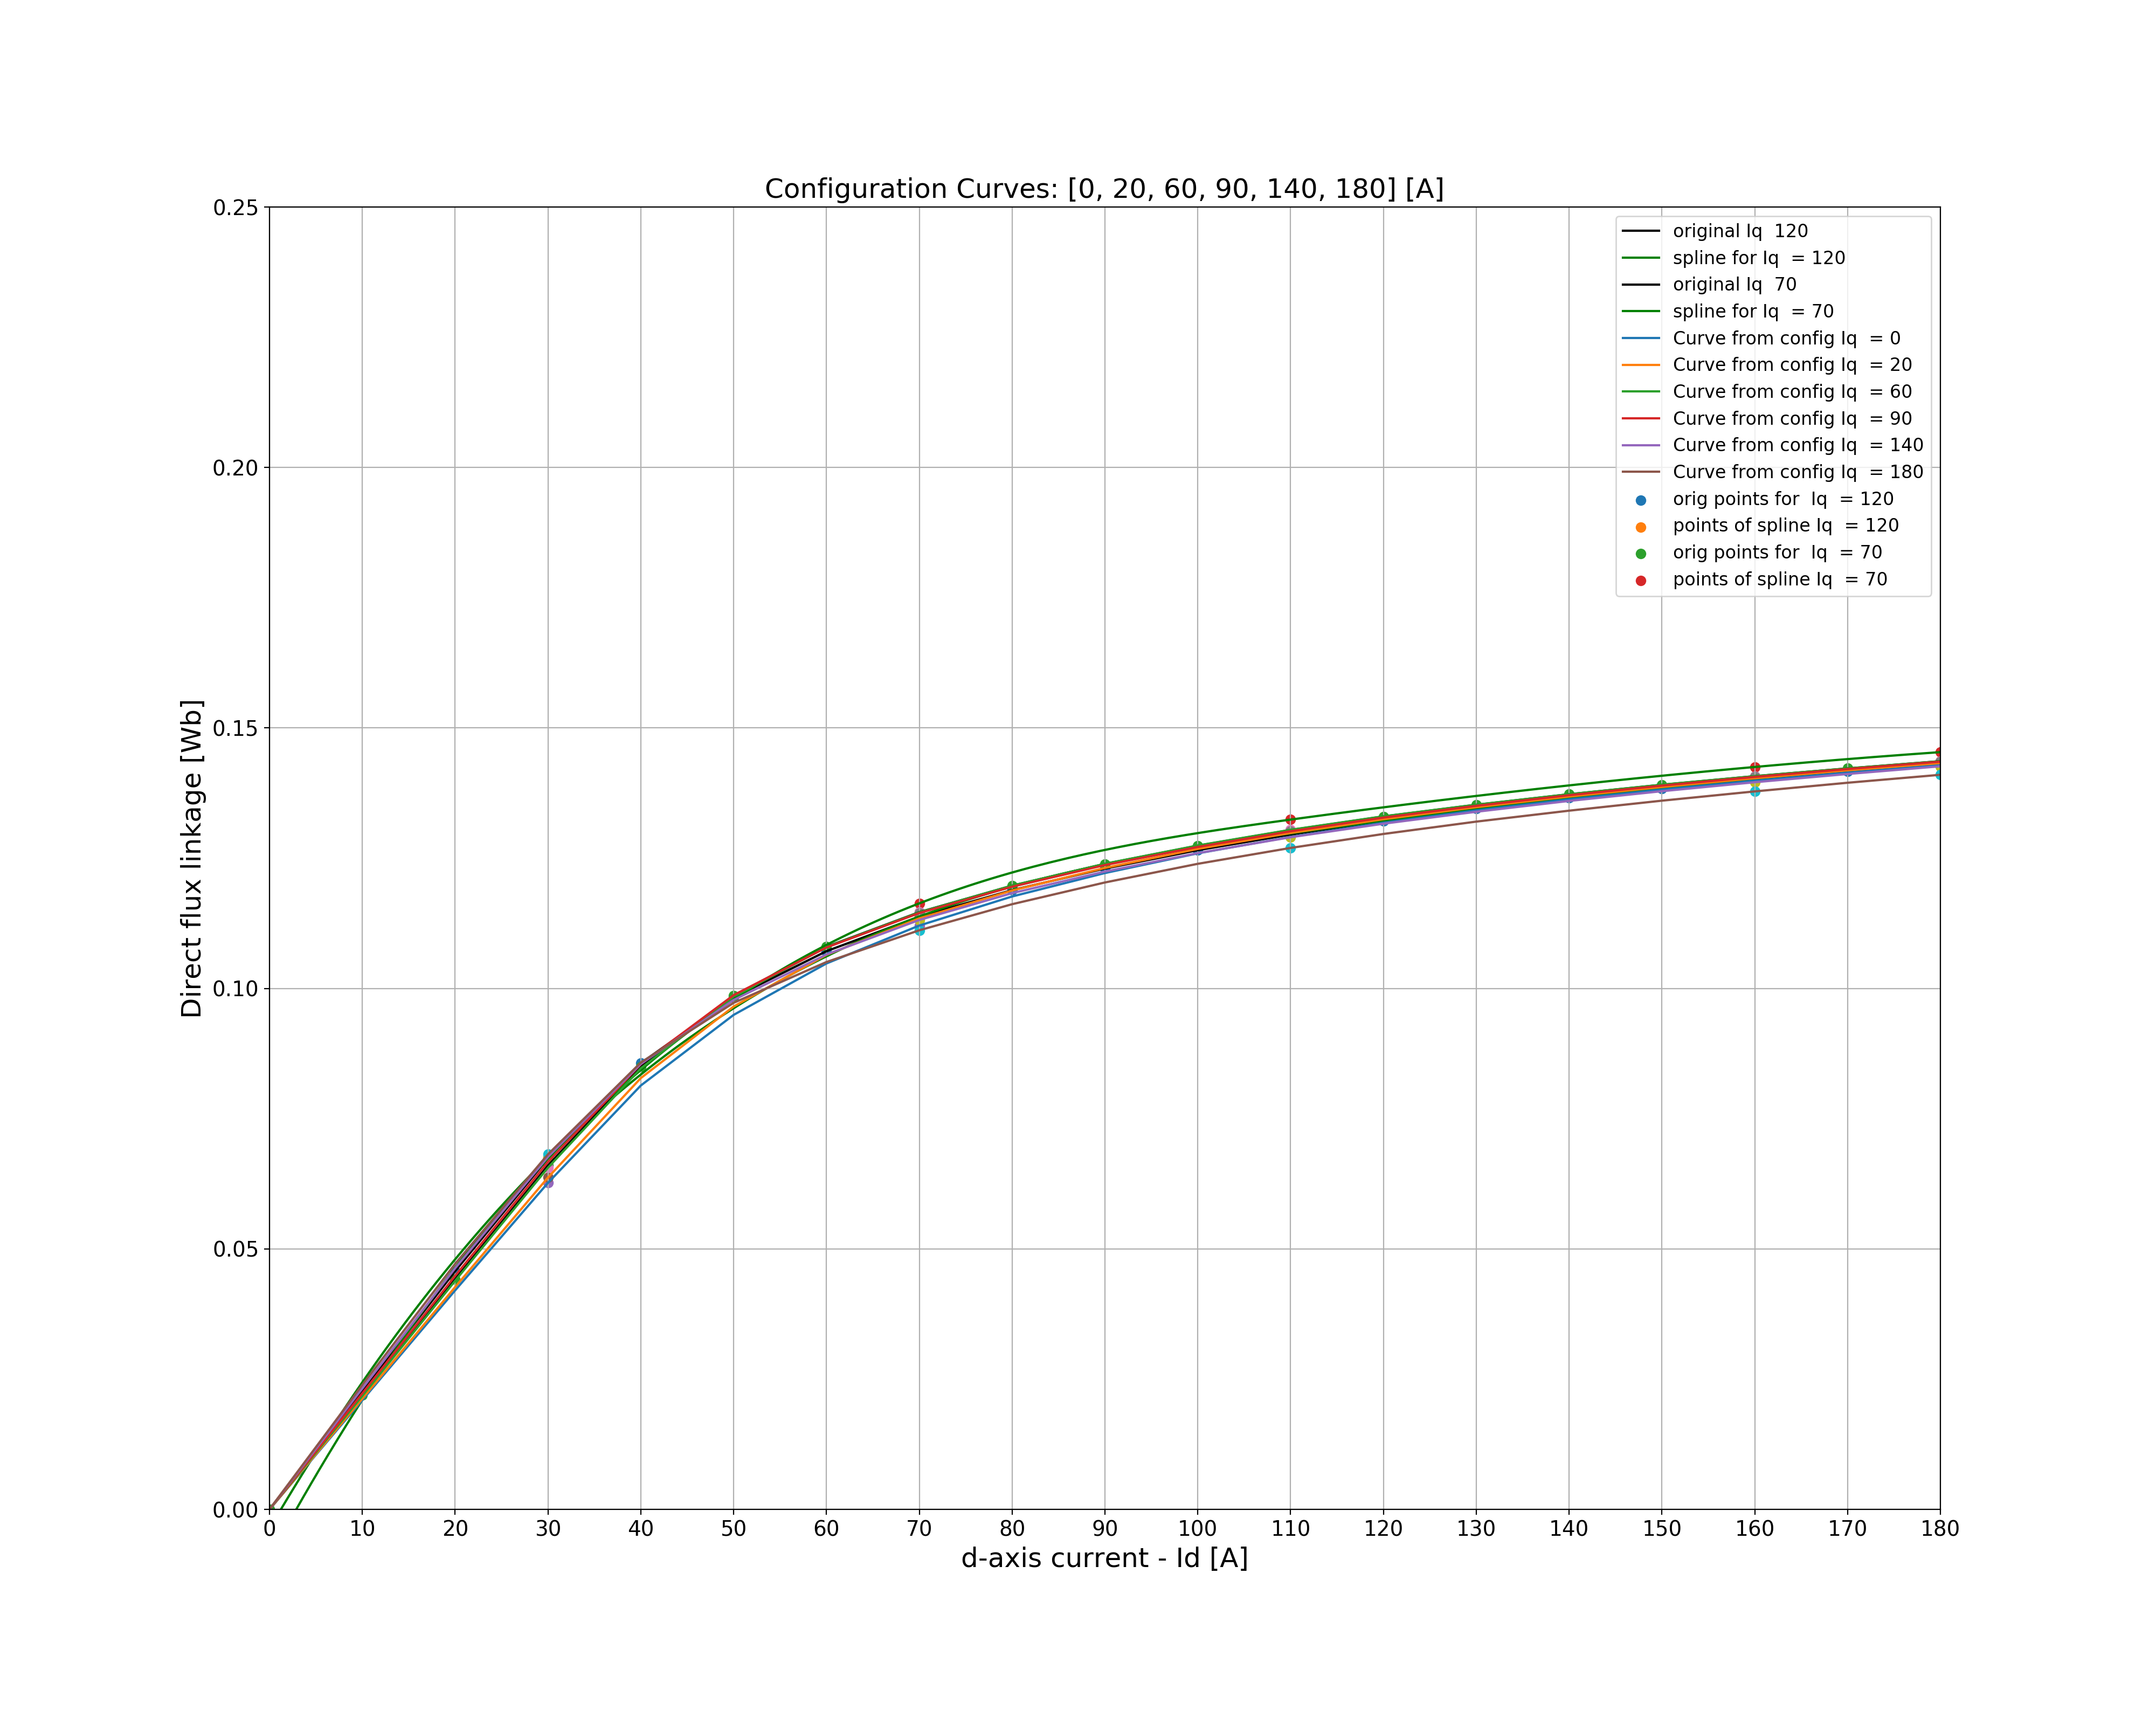 Configuration Curves: [0, 20, 60, 90, 140, 180] [A]
0.25
0.20
0.15
0.10
0.05
0.00
Direct flux linkage [Wb]
original Iq  120
spline for Iq  = 120
original Iq  70
spline for Iq  = 70
Curve from config Iq  = 0
Curve from config Iq  = 20
Curve from config Iq  = 60
Curve from config Iq  = 90
Curve from config Iq  = 140
Curve from config Iq  = 180
orig points for  Iq  = 120
points of spline Iq  = 120
orig points for  Iq  = 70
points of spline Iq  = 70
0 10 20 30 40 50 60 70 80 90 100 110 120 130 140 150 160 170 180
d-axis current - Id [A]